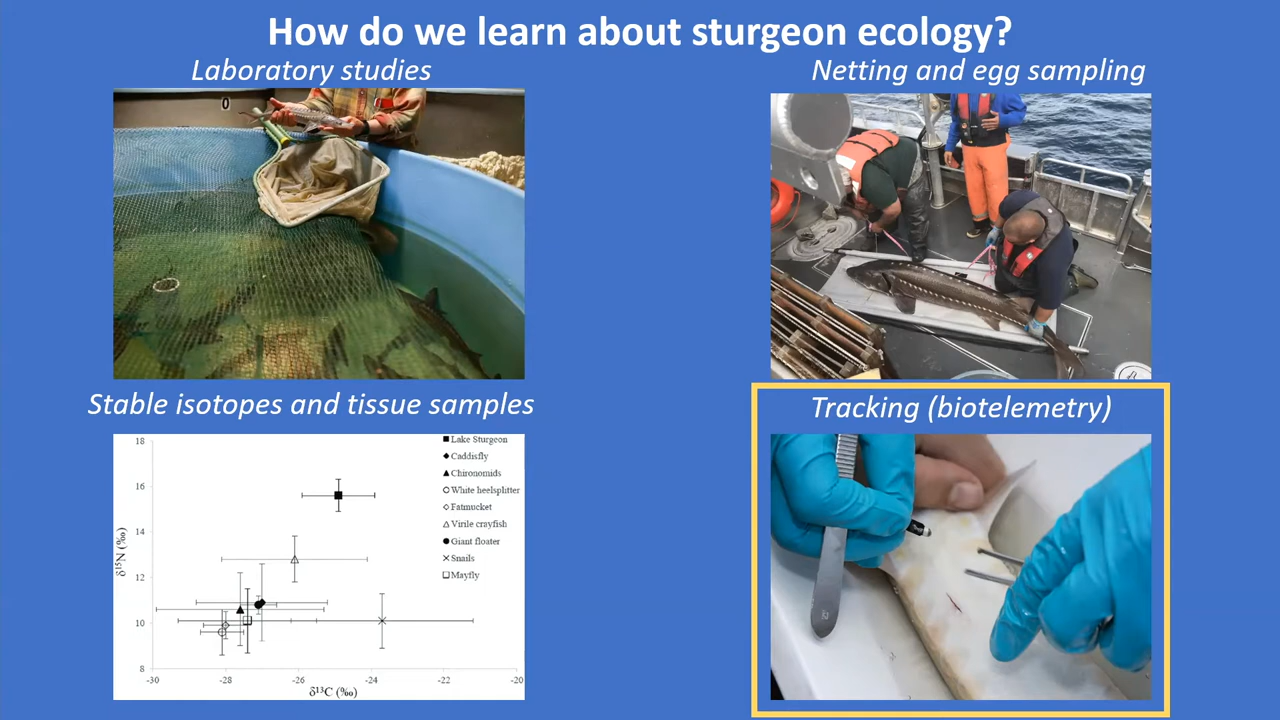 How do we learn about sturgeon ecology?
Laboratory studies
Netting and egg sampling
0
Stable isotopes and tissue samples
Tracking (biotelemetry)
18
16
14
12
10
8
δ¹⁵N (‰)
-30
-28
-26
-24
-22
-20
δ¹³C (‰)
Lake Sturgeon
Caddisfly
Chironomids
White heelsplitter
Fatmucket
Virile crayfish
Giant floater
Snails
Mayfly